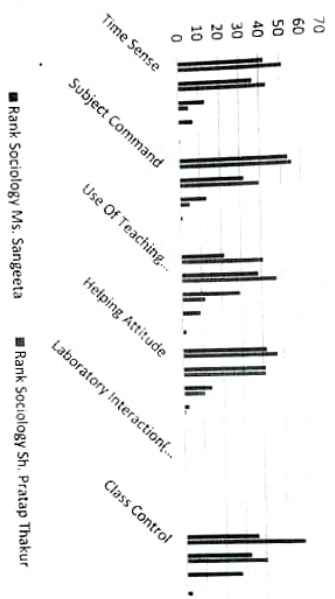 70
60
50
40
30
20
10
0
Time Sense
Subject Command
Use Of Teaching...
Helping Attitude
Laboratory Interaction(...
Class Control
■ Rank Sociology Ms. Sangeeta
■ Rank Sociology Sh. Pratap Thakur